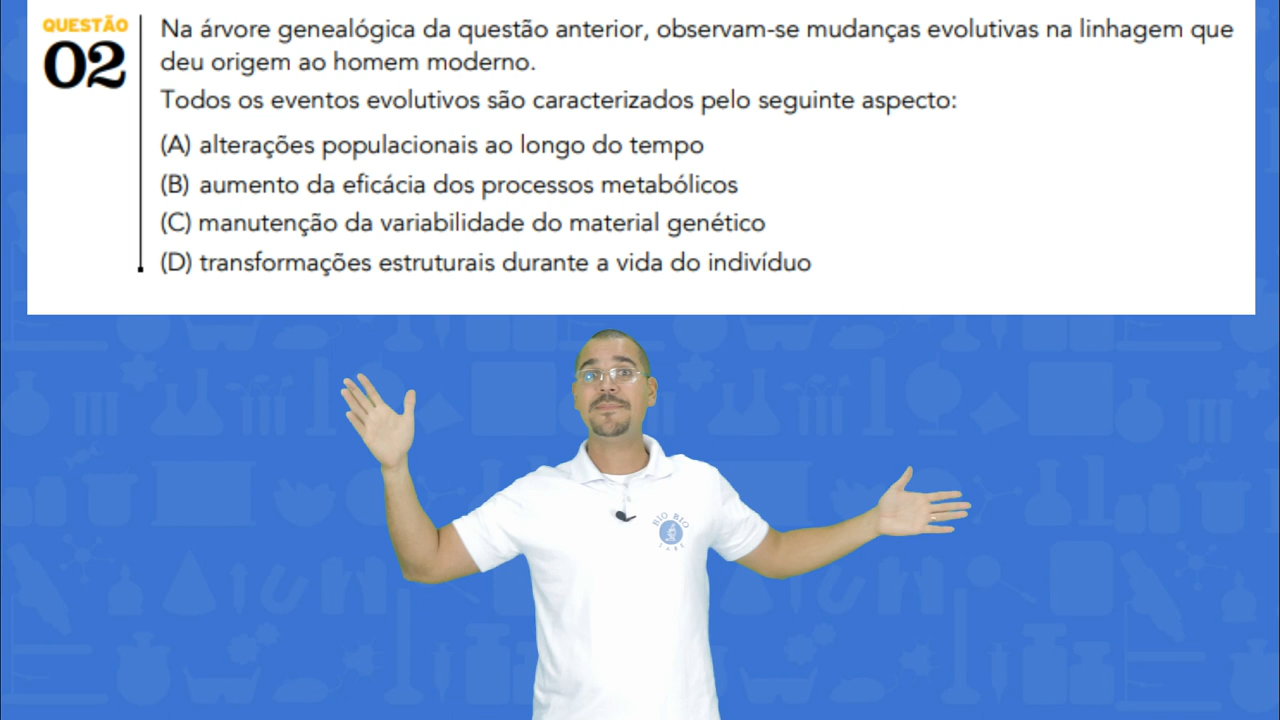 QUESTÃO
02
Na árvore genealógica da questão anterior, observam-se mudanças evolutivas na linhagem que
deu origem ao homem moderno.
Todos os eventos evolutivos são caracterizados pelo seguinte aspecto:
(A) alterações populacionais ao longo do tempo
(B) aumento da eficácia dos processos metabólicos
(C) manutenção da variabilidade do material genético
(D) transformações estruturais durante a vida do indivíduo
BIO BIO